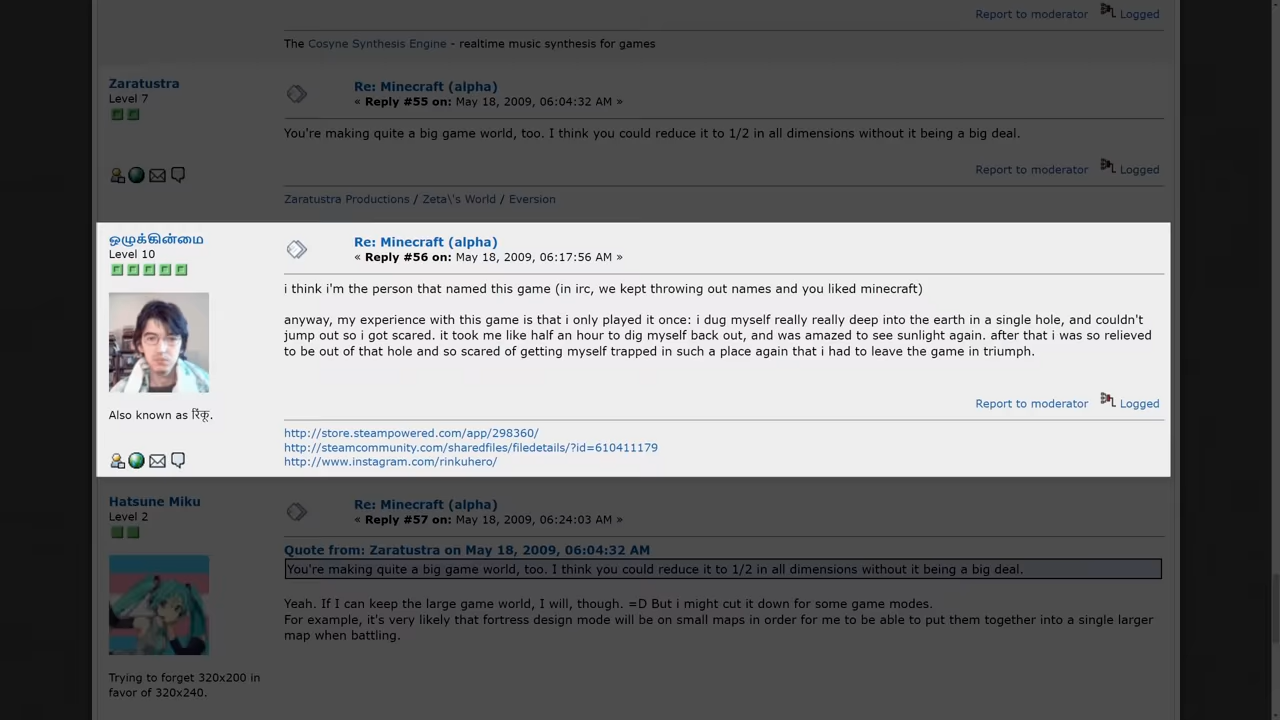 Report to moderator Logged
The Cosyne Synthesis Engine - realtime music synthesis for games
Zaratustra
Level 7
Re: Minecraft (alpha)
« Reply #55 on: May 18, 2009, 06:04:32 AM »
You're making quite a big game world, too. I think you could reduce it to 1/2 in all dimensions without it being a big deal.
Report to moderator Logged
Zaratustra Productions / Zeta\'s World / Eversion
ஒழுக்கின்மை
Level 10
Re: Minecraft (alpha)
« Reply #56 on: May 18, 2009, 06:17:56 AM »
i think i'm the person that named this game (in irc, we kept throwing out names and you liked minecraft)
anyway, my experience with this game is that i only played it once: i dug myself really really deep into the earth in a single hole, and couldn't
jump out so i got scared. it took me like half an hour to dig myself back out, and was amazed to see sunlight again. after that i was so relieved
to be out of that hole and so scared of getting myself trapped in such a place again that i had to leave the game in triumph.
Also known as रिंकू.
Report to moderator Logged
http://store.steampowered.com/app/298360/
http://steamcommunity.com/sharedfiles/filedetails/?id=610411179
http://www.instagram.com/rinkuhero/
Hatsune Miku
Level 2
Re: Minecraft (alpha)
« Reply #57 on: May 18, 2009, 06:24:03 AM »
Quote from: Zaratustra on May 18, 2009, 06:04:32 AM
You're making quite a big game world, too. I think you could reduce it to 1/2 in all dimensions without it being a big deal.
Yeah. If I can keep the large game world, I will, though. =D But i might cut it down for some game modes.
For example, it's very likely that fortress design mode will be on small maps in order for me to be able to put them together into a single larger
map when battling.
Trying to forget 320x200 in
favor of 320x240.